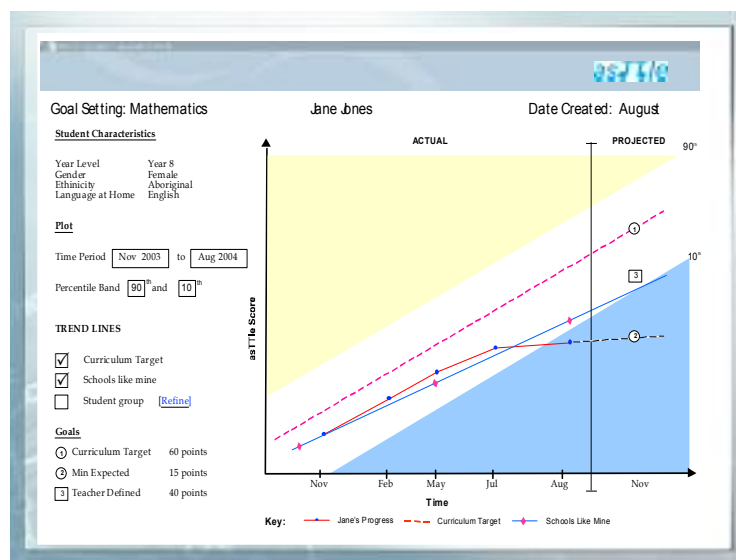 asTTle
Goal Setting: Mathematics
Jane Jones
Date Created: August
Student Characteristics
Year Level Year 8
Gender Female
Ethinicity Aboriginal
Language at Home English
Plot
Time Period Nov 2003 to Aug 2004
Percentile Band 90th and 10th
TREND LINES
Curriculum Target
Schools like mine
Student group [Refine]
Goals
1 Curriculum Target 60 points
2 Min Expected 15 points
3 Teacher Defined 40 points
ACTUAL
PROJECTED
90th
10th
1
3
2
asTTle Score
Nov Feb May Jul Aug Nov
Time
Key: Jane's Progress Curriculum Target Schools Like Mine